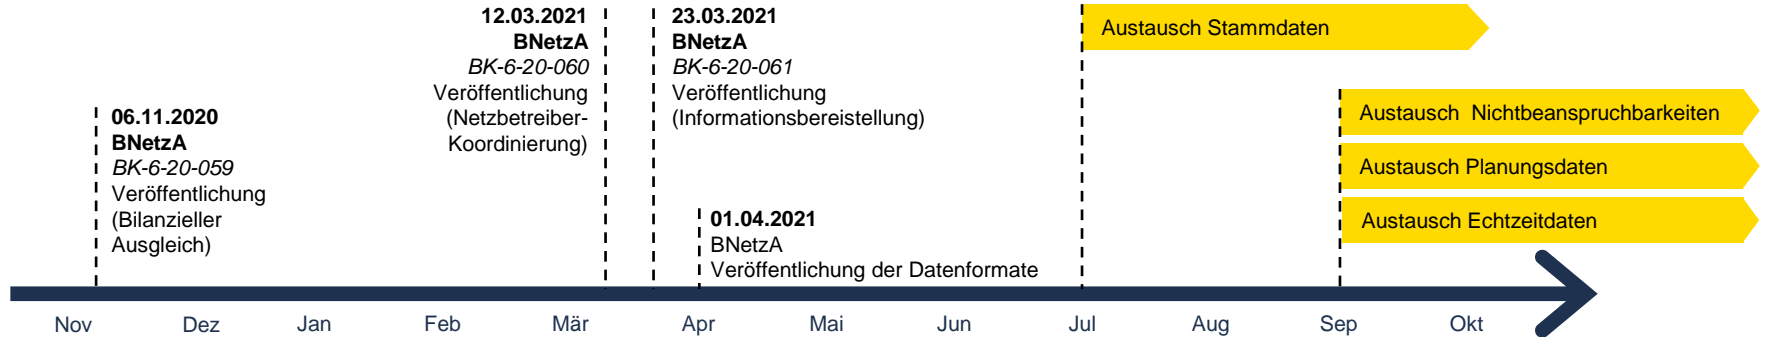 06.11.2020
BNetzA
BK-6-20-059
Veröffentlichung
(Bilanzieller
Ausgleich)
12.03.2021
BNetzA
BK-6-20-060
Veröffentlichung
(Netzbetreiber-
Koordinierung)
23.03.2021
BNetzA
BK-6-20-061
Veröffentlichung
(Informationsbereistellung)
01.04.2021
BNetzA
Veröffentlichung der Datenformate
Austausch Stammdaten
Austausch  Nichtbeanspruchbarkeiten
Austausch Planungsdaten
Austausch Echtzeitdaten
Nov Dez Jan Feb Mär Apr Mai Jun Jul Aug Sep Okt